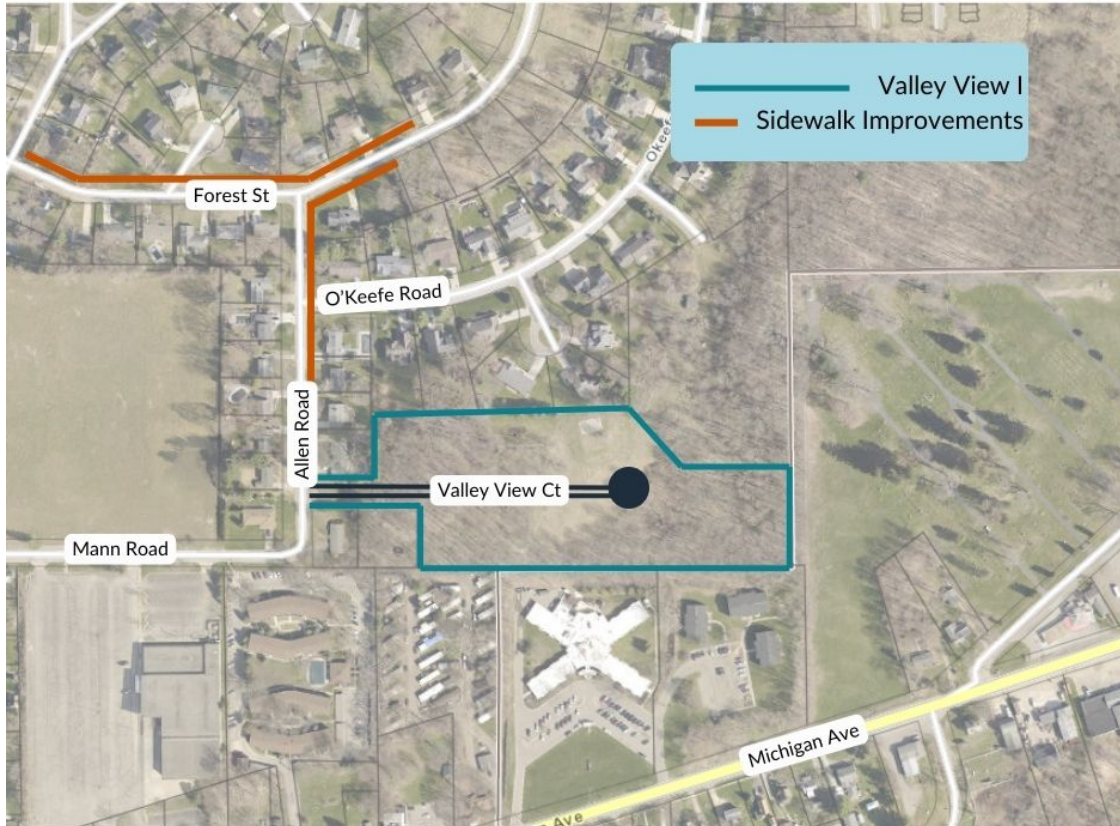 Valley View I
Sidewalk Improvements
Okeef
Forest St
O'Keefe Road
Allen Road
Valley View Ct
Mann Road
Michigan Ave
Ave